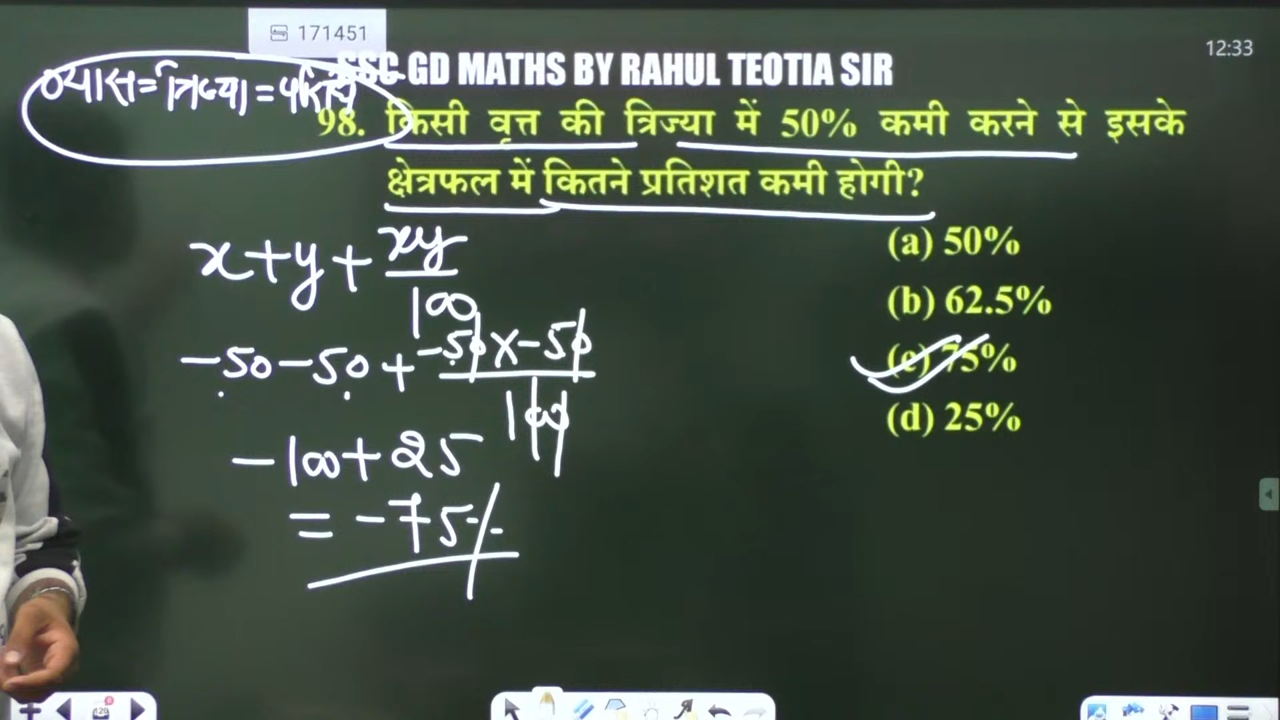 171451
12:33
SSC GD MATHS BY RAHUL TEOTIA SIR
व्यास = त्रिज्या = परिधि
98. किसी वृत्त की त्रिज्या में 50% कमी करने से इसके
क्षेत्रफल में कितने प्रतिशत कमी होगी?
(a) 50%
(b) 62.5%
(c) 75%
(d) 25%
x+y+xy/100
-50-50+-50×-50/100
-100+25
=-75%